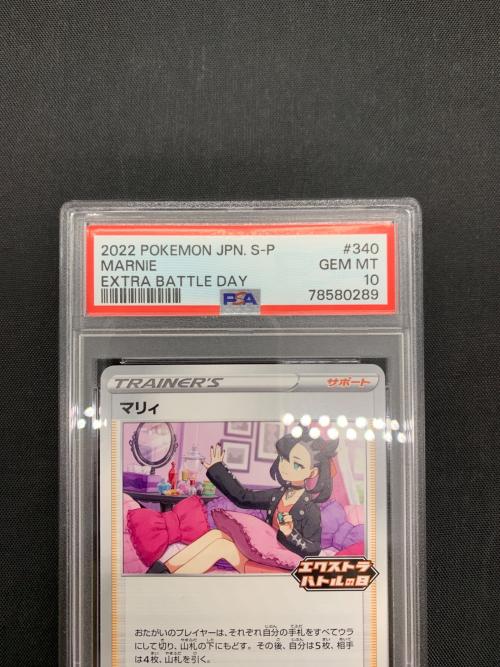 2022 POKEMON JPN. S-P #340
MARNIE GEM MT
EXTRA BATTLE DAY 10
PSA 78580289
TRAINER'S サポート
マリィ
エクストラ
バトルの日
おたがいのプレイヤーは、それぞれ自分の手札をすべてウラ
にして切り、山札の下にもどす。その後、自分は5枚、相手
は4枚、山札を引く。